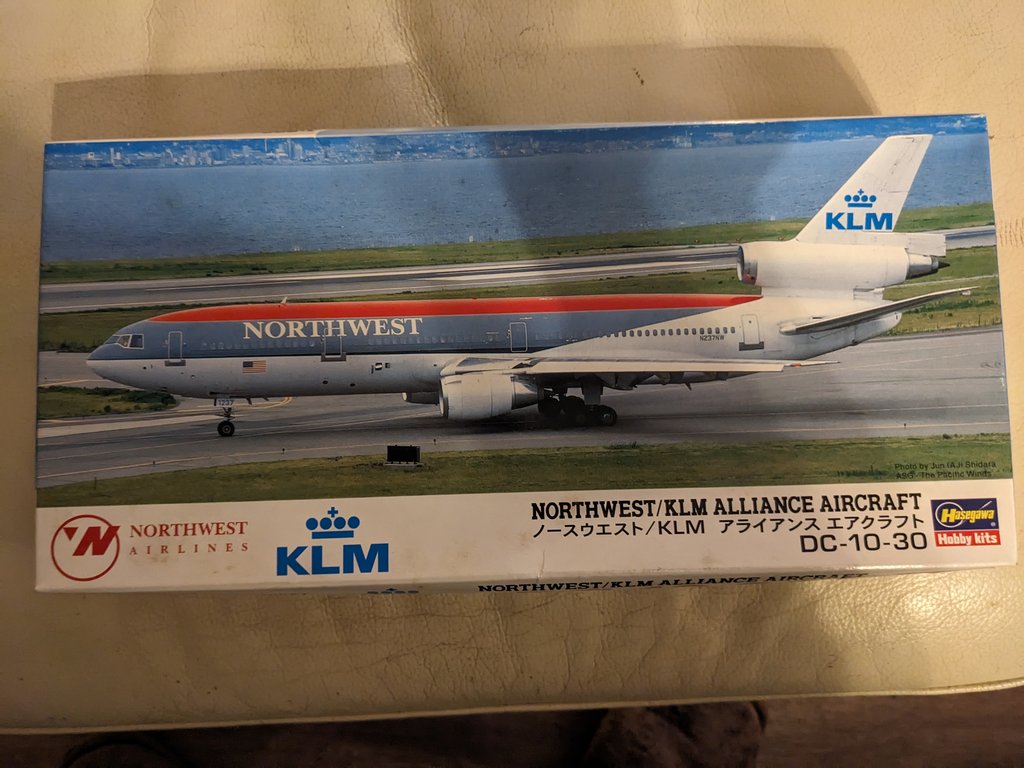 KLM
NORTHWEST
N237NW
1237
Photo by Jun (AJ) Shidara
ASG - The Pacific Winds
NORTHWEST
AIRLINES
KLM
NORTHWEST/KLM ALLIANCE AIRCRAFT
ノースウエスト/KLM アライアンス エアクラフト
DC-10-30
Hasegawa
Hobby kits
NORTHWEST/KLM ALLIANCE AIRCRAFT